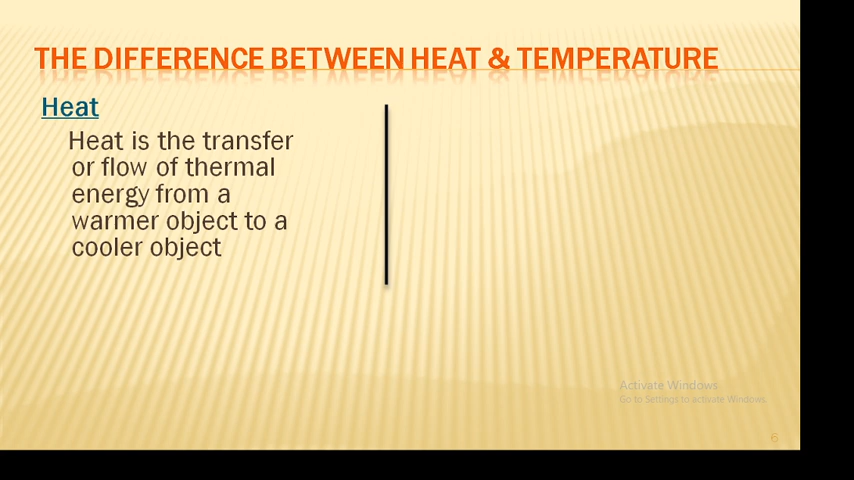 THE DIFFERENCE BETWEEN HEAT & TEMPERATURE
Heat
Heat is the transfer
or flow of thermal
energy from a
warmer object to a
cooler object
Activate Windows
Go to Settings to activate Windows.
6